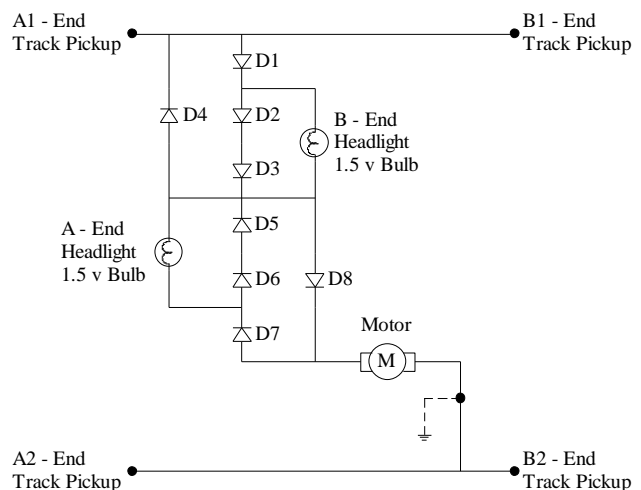 A1 - End
Track Pickup
B1 - End
Track Pickup
D1
D4
D2
B - End
Headlight
1.5 v Bulb
D3
A - End
Headlight
1.5 v Bulb
D5
D6
D8
D7
Motor
M
A2 - End
Track Pickup
B2 - End
Track Pickup